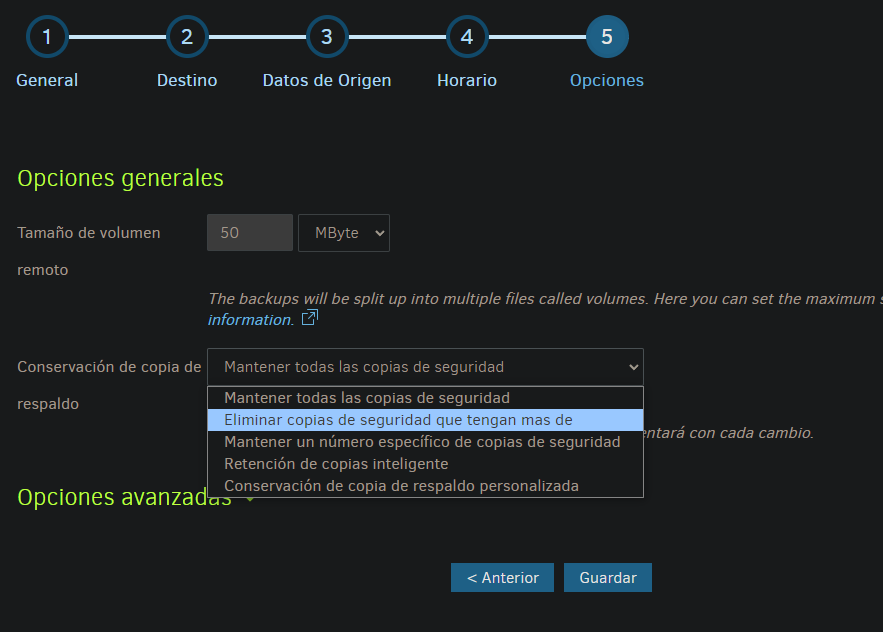 1 2 3 4 5
General Destino Datos de Origen Horario Opciones
Opciones generales
Tamaño de volumen remoto
50 MByte
The backups will be split up into multiple files called volumes. Here you can set the maximum
information.
Conservación de copia de respaldo
Mantener todas las copias de seguridad
Mantener todas las copias de seguridad
Eliminar copias de seguridad que tengan mas de
Mantener un número específico de copias de seguridad
Retención de copias inteligente
Conservación de copia de respaldo personalizada
con cada cambio.
Opciones avanzadas
< Anterior Guardar